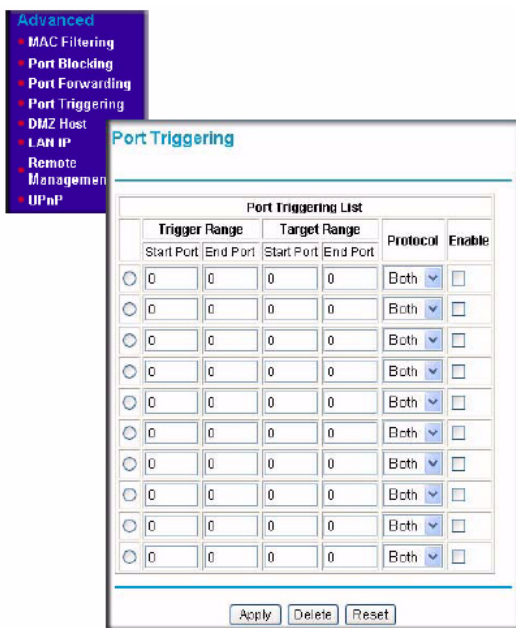 Advanced
MAC Filtering
Port Blocking
Port Forwarding
Port Triggering
DMZ Host
LAN IP
Remote
Managemen
UPnP
Port Triggering
Port Triggering List
Trigger Range Target Range Protocol Enable
Start Port End Port Start Port End Port
0 0 0 0 Both
0 0 0 0 Both
0 0 0 0 Both
0 0 0 0 Both
0 0 0 0 Both
0 0 0 0 Both
0 0 0 0 Both
0 0 0 0 Both
0 0 0 0 Both
0 0 0 0 Both
Apply Delete Reset